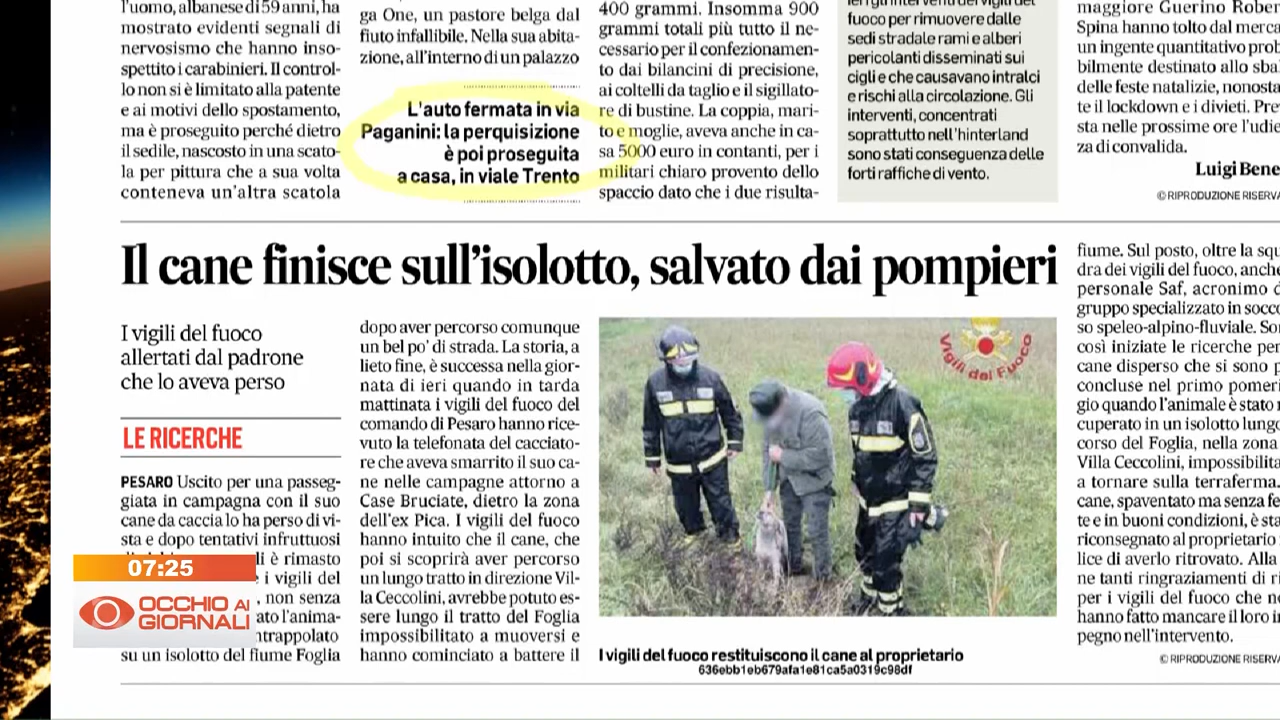 l'uomo, albanese di 59 anni, ha
mostrato evidenti segnali di
nervosismo che hanno inso-
spettito i carabinieri. Il control-
lo non si è limitato alla patente
e ai motivi dello spostamento,
ma è proseguito perché dietro
il sedile, nascosto in una scato-
la per pittura che a sua volta
conteneva un'altra scatola
ga One, un pastore belga dal
fiuto infallibile. Nella sua abita-
zione, all'interno di un palazzo
L'auto fermata in via
Paganini: la perquisizione
è poi proseguita
a casa, in viale Trento
400 grammi. Insomma 900
grammi totali più tutto il ne-
cessario per il confezionamen-
to dai bilancini di precisione,
ai coltelli da taglio e il sigillato-
re di bustine. La coppia, mari-
to e moglie, aveva anche in ca-
sa 5000 euro in contanti, per i
militari chiaro provento dello
spaccio dato che i due risulta-
fuoco per rimuovere dalle
sedi stradale rami e alberi
pericolanti disseminati sui
cigli e che causavano intralci
e rischi alla circolazione. Gli
interventi, concentrati
soprattutto nell'hinterland
sono stati conseguenza delle
forti raffiche di vento.
maggiore Guerino Rober
Spina hanno tolto dal merca
un ingente quantitativo prob
bilmente destinato allo sba
delle feste natalizie, nonosta
te il lockdown e i divieti. Pre
sta nelle prossime ore l'udie
za di convalida.
Luigi Bene
© RIPRODUZIONE RISERVA
Il cane finisce sull'isolotto, salvato dai pompieri
I vigili del fuoco
allertati dal padrone
che lo aveva perso
LE RICERCHE
PESARO Uscito per una passeg-
giata in campagna con il suo
cane da caccia lo ha perso di vi-
sta e dopo tentativi infruttuosi
li è rimasto
i vigili del
, non senza
ato l'anima-
ntrappolato
su un isolotto del fiume Foglia
dopo aver percorso comunque
un bel po' di strada. La storia, a
lieto fine, è successa nella gior-
nata di ieri quando in tarda
mattinata i vigili del fuoco del
comando di Pesaro hanno rice-
vuto la telefonata del cacciato-
re che aveva smarrito il suo ca-
ne nelle campagne attorno a
Case Bruciate, dietro la zona
dell'ex Pica. I vigili del fuoco
hanno intuito che il cane, che
poi si scoprirà aver percorso
un lungo tratto in direzione Vil-
la Ceccolini, avrebbe potuto es-
sere lungo il tratto del Foglia
impossibilitato a muoversi e
hanno cominciato a battere il
Vigili del Fuoco
I vigili del fuoco restituiscono il cane al proprietario
636ebb1eb679afa1e81ca5a0319c98df
fiume. Sul posto, oltre la squ
dra dei vigili del fuoco, anche
personale Saf, acronimo d
gruppo specializzato in socco
so speleo-alpino-fluviale. Son
così iniziate le ricerche per
cane disperso che si sono p
concluse nel primo pomeri
gio quando l'animale è stato r
cuperato in un isolotto lungo
corso del Foglia, nella zona
Villa Ceccolini, impossibilita
a tornare sulla terraferma.
cane, spaventato ma senza fe
te e in buoni condizioni, è sta
riconsegnato al proprietario
lice di averlo ritrovato. Alla
ne tanti ringraziamenti di ri
per i vigili del fuoco che no
hanno fatto mancare il loro in
pegno nell'intervento.
© RIPRODUZIONE RISERVA
07:25
OCCHIO AI
GIORNALI